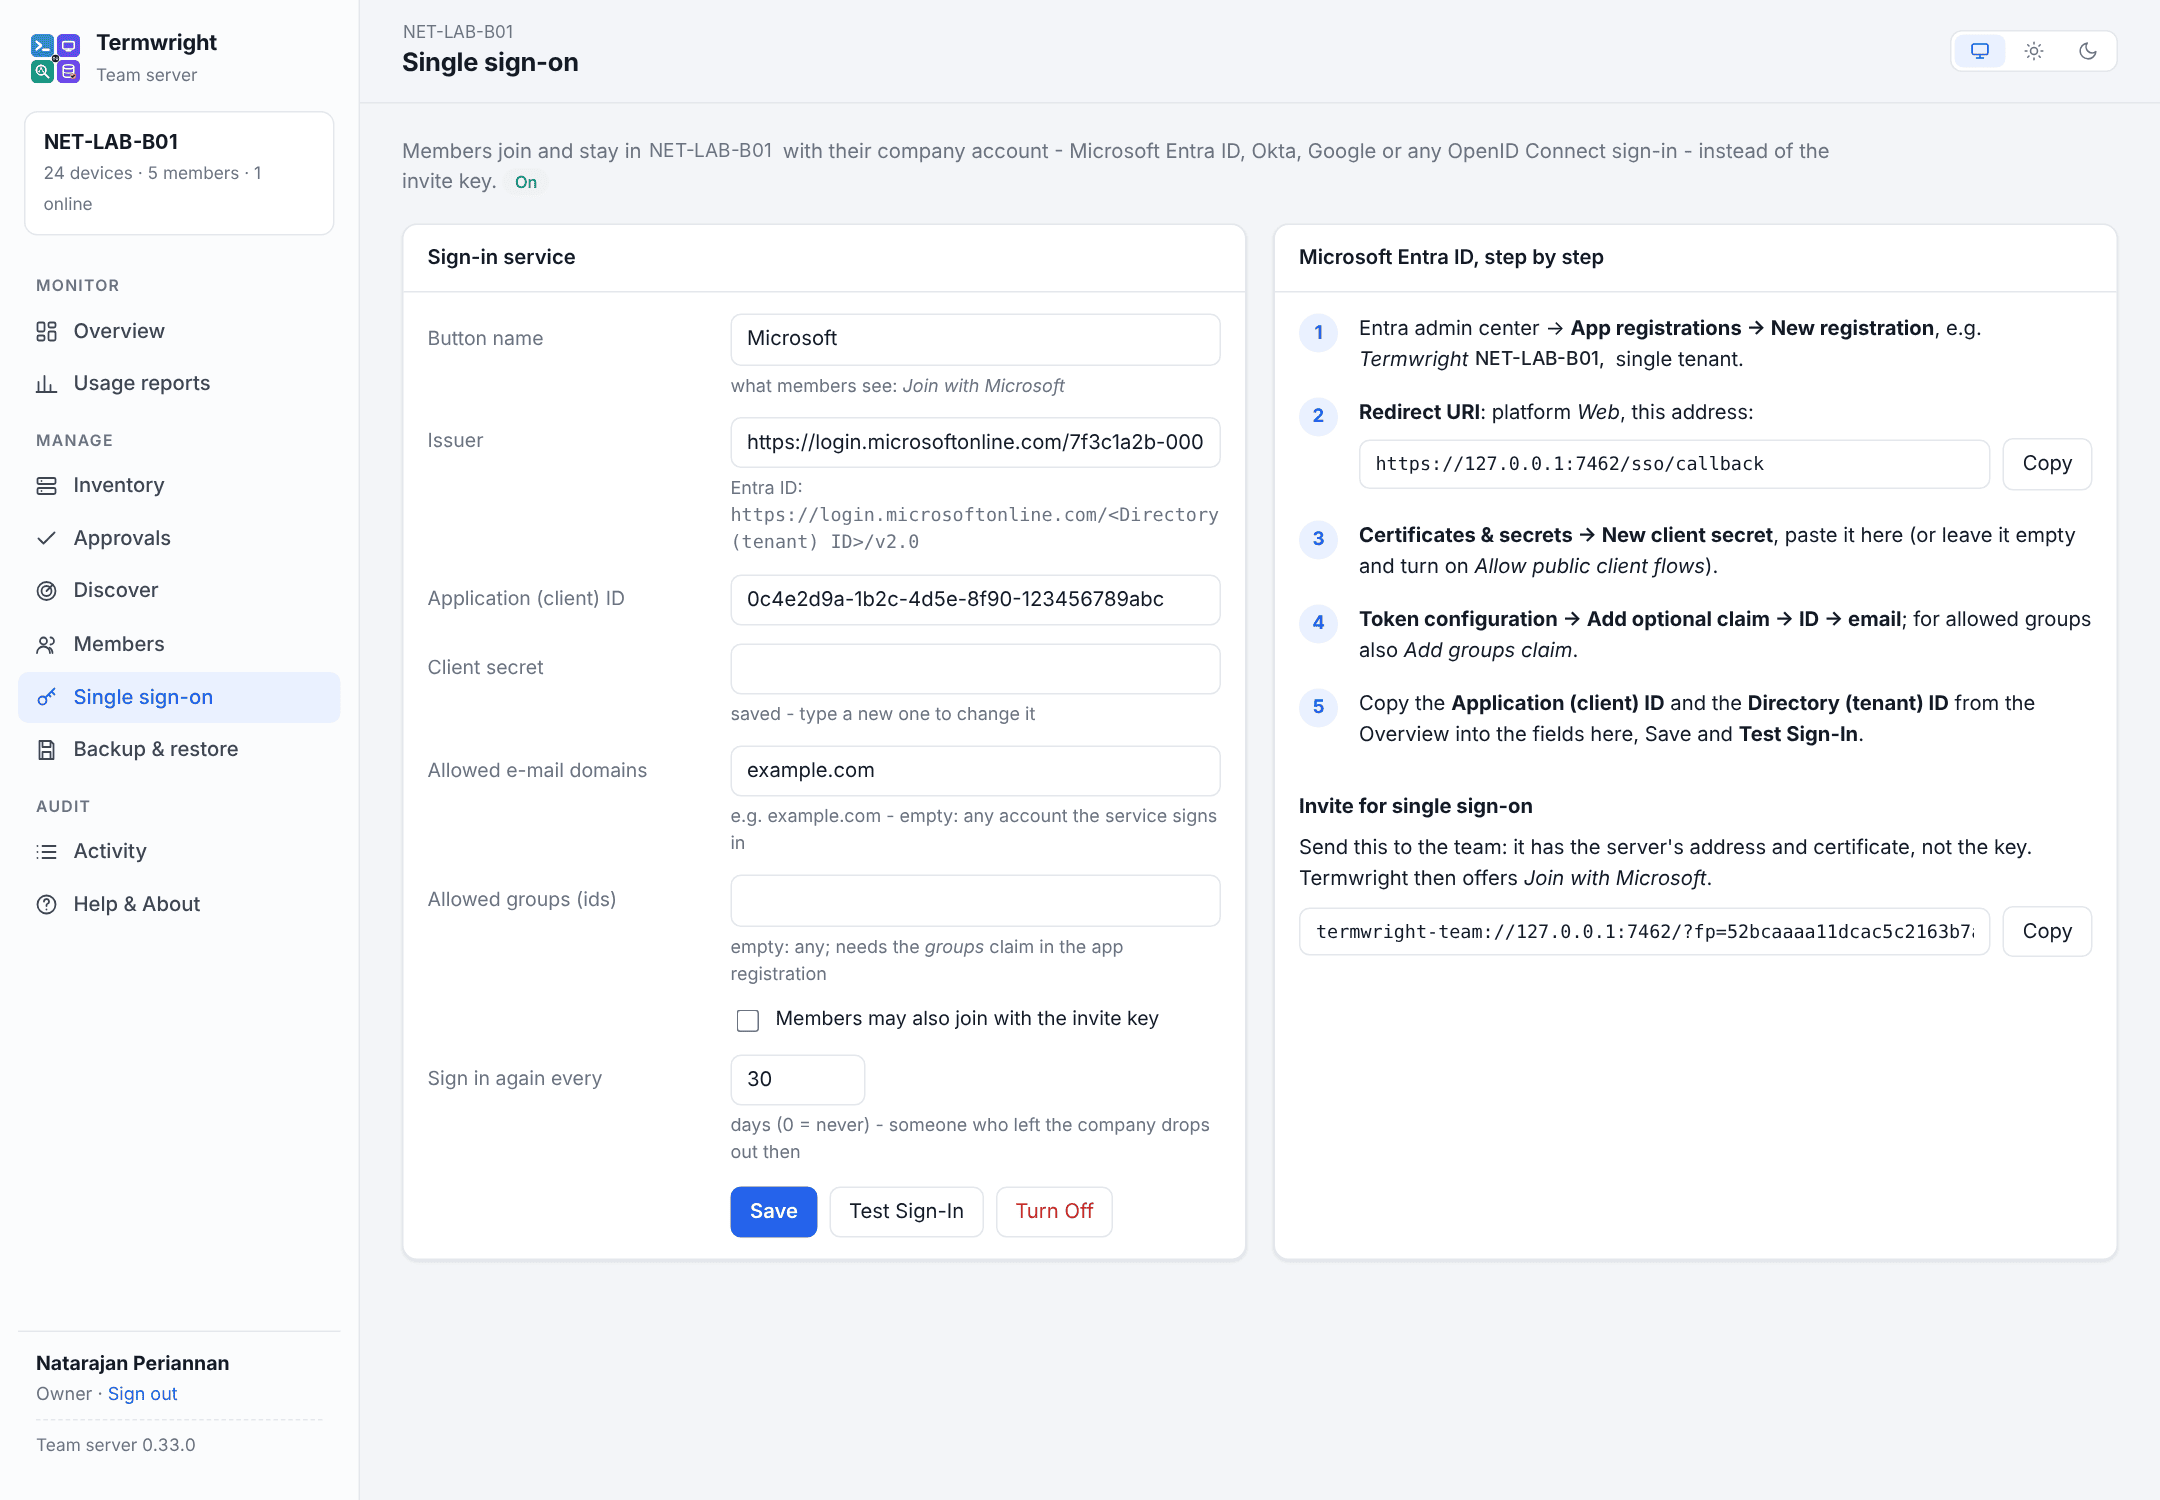 Termwright
Team server
NET-LAB-B01
24 devices · 5 members · 1
online
MONITOR
Overview
Usage reports
MANAGE
Inventory
Approvals
Discover
Members
Single sign-on
Backup & restore
AUDIT
Activity
Help & About
Natarajan Periannan
Owner · Sign out
Team server 0.33.0
NET-LAB-B01
Single sign-on
Members join and stay in NET-LAB-B01 with their company account - Microsoft Entra ID, Okta, Google or any OpenID Connect sign-in - instead of the
invite key. On
Sign-in service
Button name
Microsoft
what members see: Join with Microsoft
Issuer
https://login.microsoftonline.com/7f3c1a2b-000
Entra ID:
https://login.microsoftonline.com/<Directory
(tenant) ID>/v2.0
Application (client) ID
0c4e2d9a-1b2c-4d5e-8f90-123456789abc
Client secret
saved - type a new one to change it
Allowed e-mail domains
example.com
e.g. example.com - empty: any account the service signs
in
Allowed groups (ids)
empty: any; needs the groups claim in the app
registration
Members may also join with the invite key
Sign in again every
30
days (0 = never) - someone who left the company drops
out then
Save
Test Sign-In
Turn Off
Microsoft Entra ID, step by step
1
Entra admin center → App registrations → New registration, e.g.
Termwright NET-LAB-B01, single tenant.
2
Redirect URI: platform Web, this address:
https://127.0.0.1:7462/sso/callback
Copy
3
Certificates & secrets → New client secret, paste it here (or leave it empty
and turn on Allow public client flows).
4
Token configuration → Add optional claim → ID → email; for allowed groups
also Add groups claim.
5
Copy the Application (client) ID and the Directory (tenant) ID from the
Overview into the fields here, Save and Test Sign-In.
Invite for single sign-on
Send this to the team: it has the server's address and certificate, not the key.
Termwright then offers Join with Microsoft.
termwright-team://127.0.0.1:7462/?fp=52bcaaaa11dcac5c2163b7
Copy